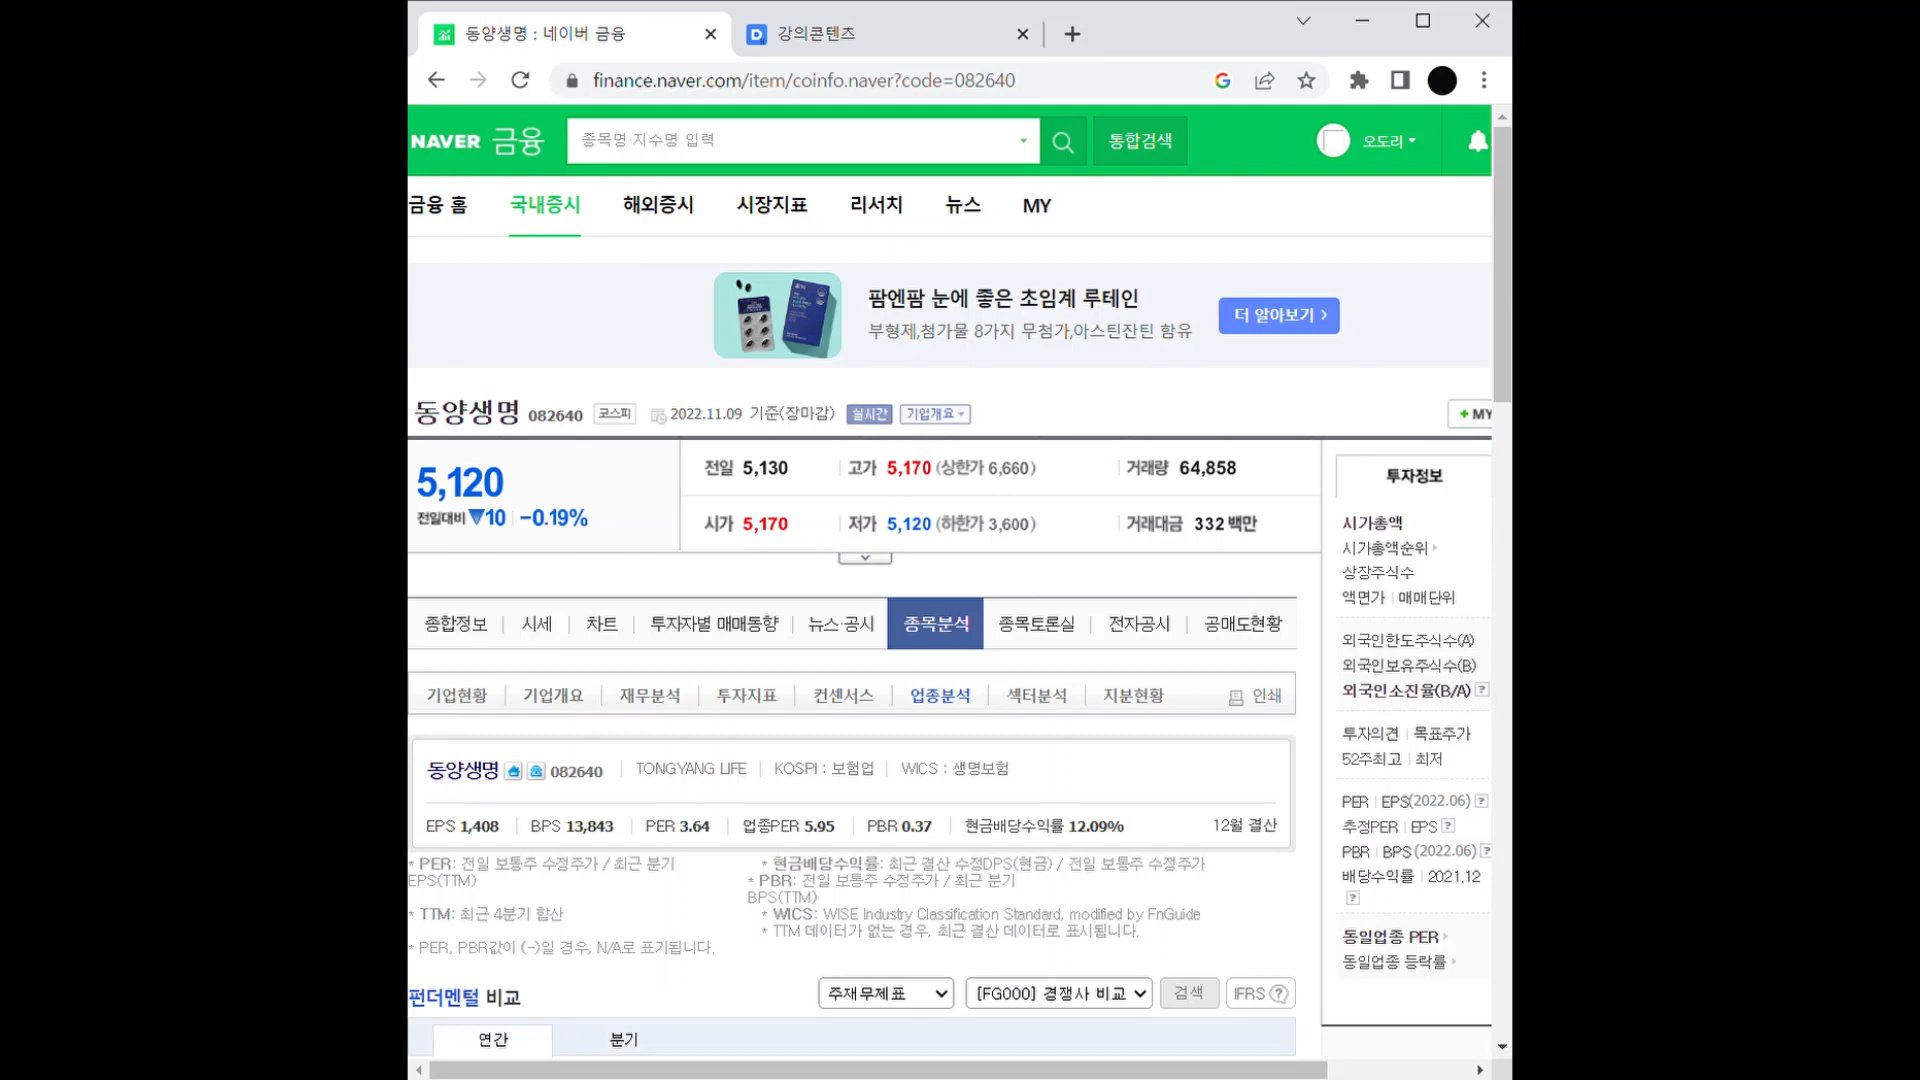 동양생명 : 네이버 금융
강의콘텐츠
finance.naver.com/item/coinfo.naver?code=082640
NAVER 금융
종목명·지수명 입력
통합검색
오도리
금융 홈 국내증시 해외증시 시장지표 리서치 뉴스 MY
팜엔팜 눈에 좋은 초임계 루테인
부형제,첨가물 8가지 무첨가,아스틴잔틴 함유
더 알아보기 >
동양생명 082640 코스피 2022.11.09 기준(장마감) 실시간 기업개요
+ MY
5,120
전일대비 ▼10 | -0.19%
전일 5,130 고가 5,170 (상한가 6,660) 거래량 64,858
시가 5,170 저가 5,120 (하한가 3,600) 거래대금 332 백만
종합정보 시세 차트 투자자별 매매동향 뉴스·공시 종목분석 종목토론실 전자공시 공매도현황
기업현황 기업개요 재무분석 투자지표 컨센서스 업종분석 섹터분석 지분현황 인쇄
동양생명 082640 TONGYANG LIFE KOSPI : 보험업 WICS : 생명보험
EPS 1,408 BPS 13,843 PER 3.64 업종PER 5.95 PBR 0.37 현금배당수익률 12.09% 12월 결산
* PER: 전일 보통주 수정주가 / 최근 분기
EPS(TTM)
* TTM: 최근 4분기 합산
* PER, PBR값이 (-)일 경우, N/A로 표기됩니다.
* 현금배당수익률: 최근 결산 수정DPS(현금) / 전일 보통주 수정주가
* PBR: 전일 보통주 수정주가 / 최근 분기
BPS(TTM)
* WICS: WISE Industry Classification Standard, modified by FnGuide
* TTM 데이터가 없는 경우, 최근 결산 데이터로 표시됩니다.
펀더멘털 비교
주재무제표 [FG000] 경쟁사 비교 검색 IFRS ?
연간 분기
투자정보
시가총액
시가총액순위
상장주식수
액면가 | 매매단위
외국인한도주식수(A)
외국인보유주식수(B)
외국인소진율(B/A) ?
투자의견 | 목표주가
52주최고 | 최저
PER | EPS(2022.06) ?
추정PER | EPS ?
PBR | BPS (2022.06) ?
배당수익률 | 2021.12
?
동일업종 PER
동일업종 등락률